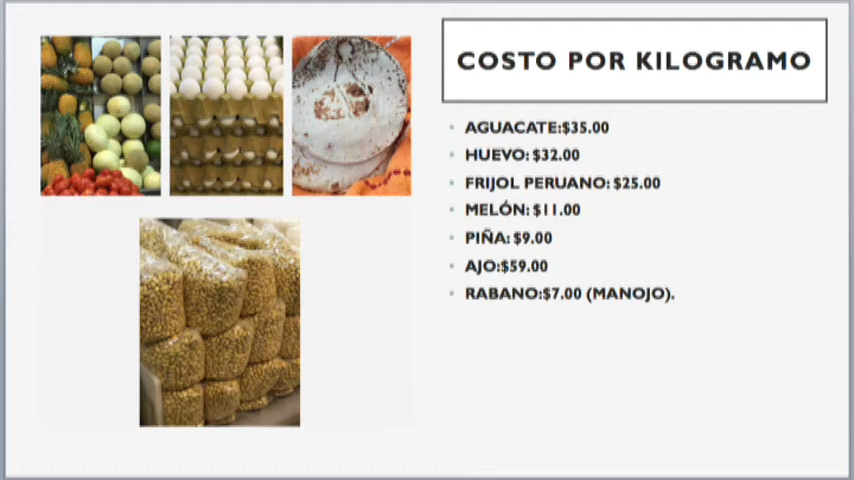 COSTO POR KILOGRAMO
AGUACATE:$35.00
HUEVO: $32.00
FRIJOL PERUANO: $25.00
MELÓN: $11.00
PIÑA: $9.00
AJO:$59.00
RABANO:$7.00 (MANOJO).